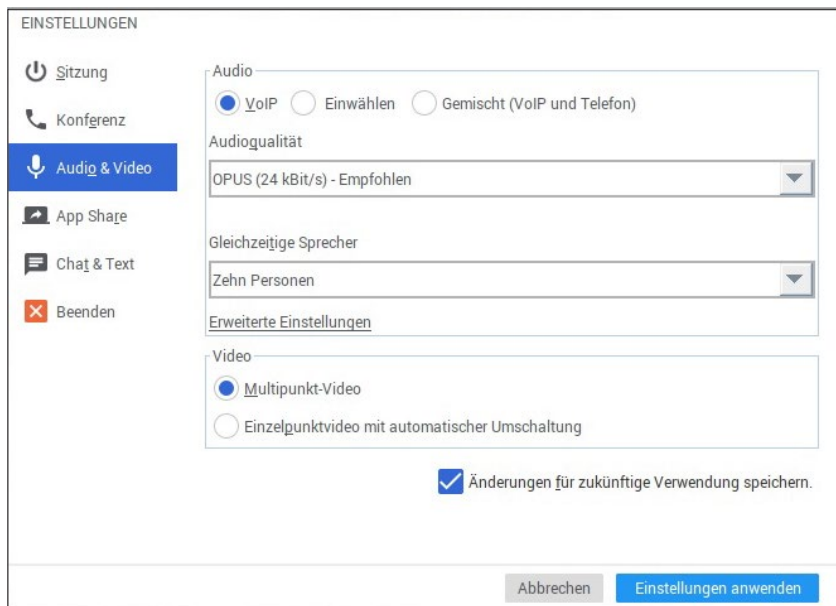 EINSTELLUNGEN
Sitzung
Konferenz
Audio & Video
App Share
Chat & Text
Beenden
Audio
VoIP Einwählen Gemischt (VoIP und Telefon)
Audioqualität
OPUS (24 kBit/s) - Empfohlen
Gleichzeitige Sprecher
Zehn Personen
Erweiterte Einstellungen
Video
Multipunkt-Video
Einzelpunktvideo mit automatischer Umschaltung
Änderungen für zukünftige Verwendung speichern.
Abbrechen Einstellungen anwenden